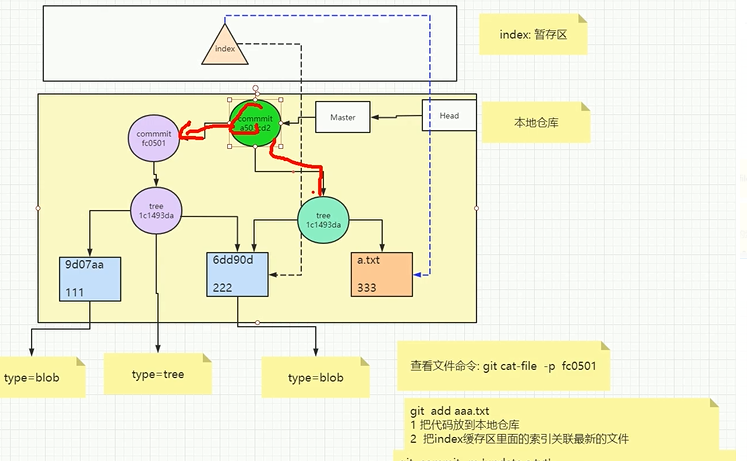 index
index: 暂存区
commmit
fc0501
commmit
Master
Head
本地仓库
tree
1c1493da
tree
1c1493da
9d07aa
111
6dd90d
222
a.txt
333
type=blob
type=tree
type=blob
查看文件命令: git cat-file -p fc0501
git add aaa.txt
1 把代码放到本地仓库
2 把index缓存区里面的索引关联最新的文件